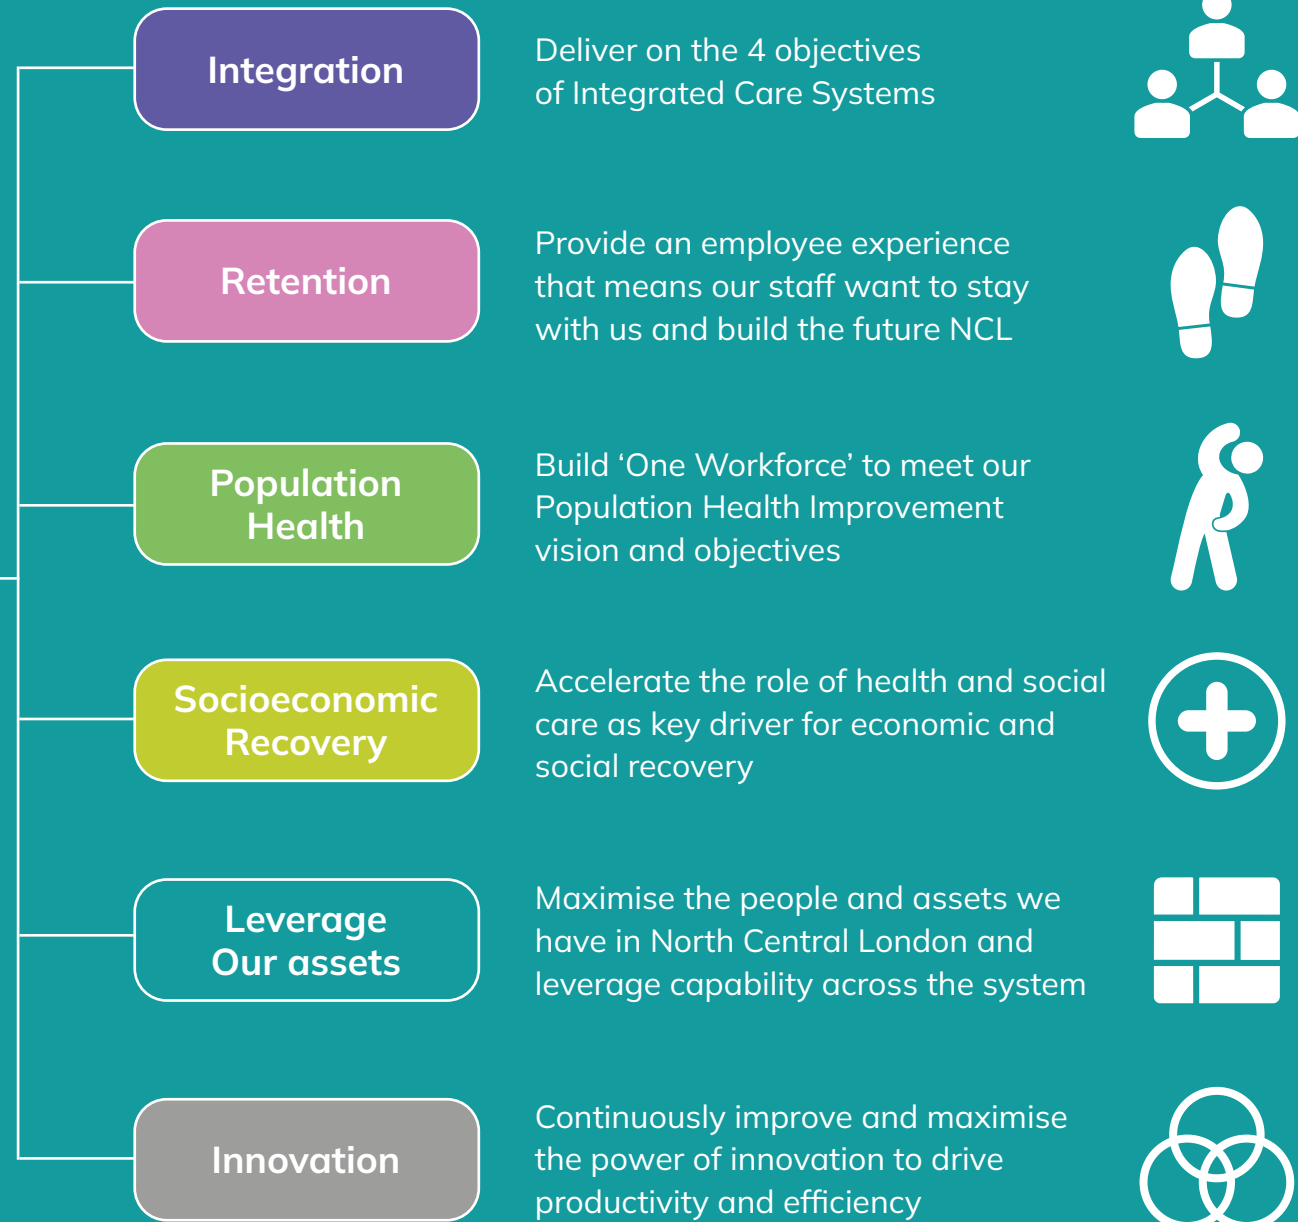 Integration
Deliver on the 4 objectives
of Integrated Care Systems
Retention
Provide an employee experience
that means our staff want to stay
with us and build the future NCL
Population
Health
Build ‘One Workforce’ to meet our
Population Health Improvement
vision and objectives
Socioeconomic
Recovery
Accelerate the role of health and social
care as key driver for economic and
social recovery
Leverage
Our assets
Maximise the people and assets we
have in North Central London and
leverage capability across the system
Innovation
Continuously improve and maximise
the power of innovation to drive
productivity and efficiency